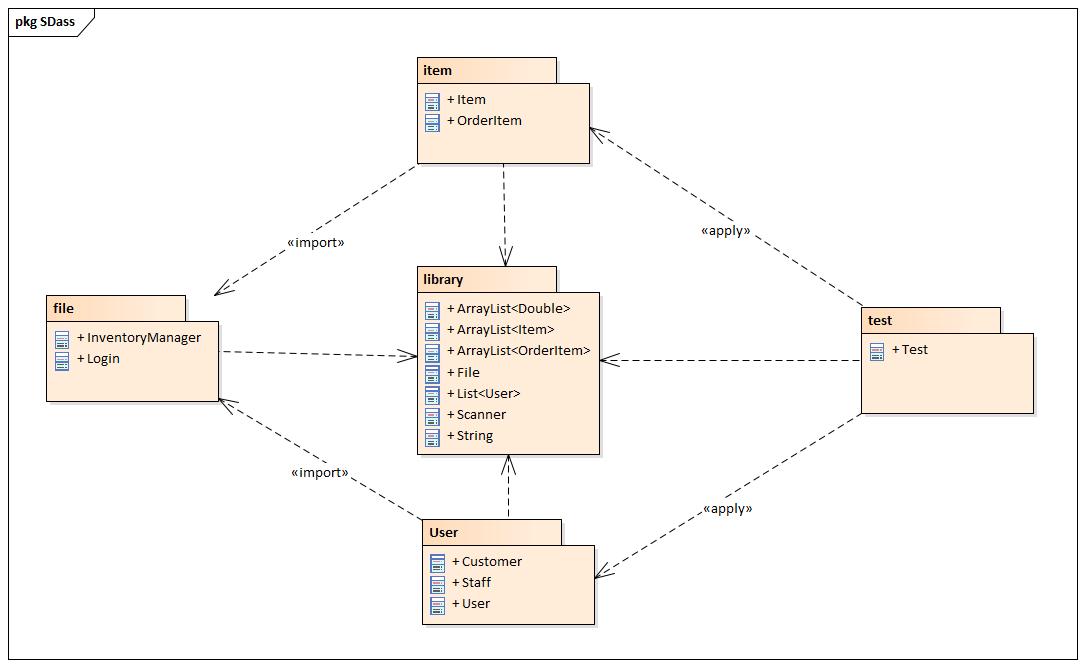 pkg SDass
item
+ Item
+ OrderItem
«apply»
«import»
library
+ ArrayList<Double>
+ ArrayList<Item>
+ ArrayList<OrderItem>
+ File
+ List<User>
+ Scanner
+ String
file
+ InventoryManager
+ Login
test
+ Test
«import»
«apply»
User
+ Customer
+ Staff
+ User